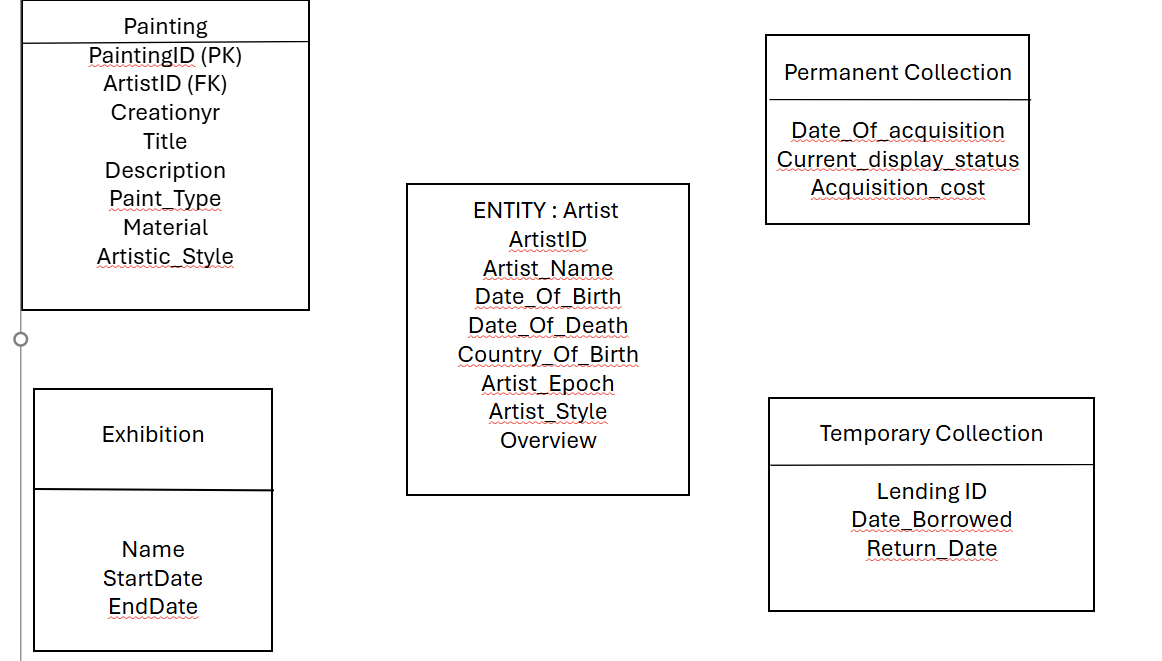 Painting
PaintingID (PK)
ArtistID (FK)
Creationyr
Title
Description
Paint_Type
Material
Artistic_Style
Exhibition
Name
StartDate
EndDate
ENTITY : Artist
ArtistID
Artist_Name
Date_Of_Birth
Date_Of_Death
Country_Of_Birth
Artist_Epoch
Artist_Style
Overview
Permanent Collection
Date_Of_acquisition
Current_display_status
Acquisition_cost
Temporary Collection
Lending ID
Date_Borrowed
Return_Date